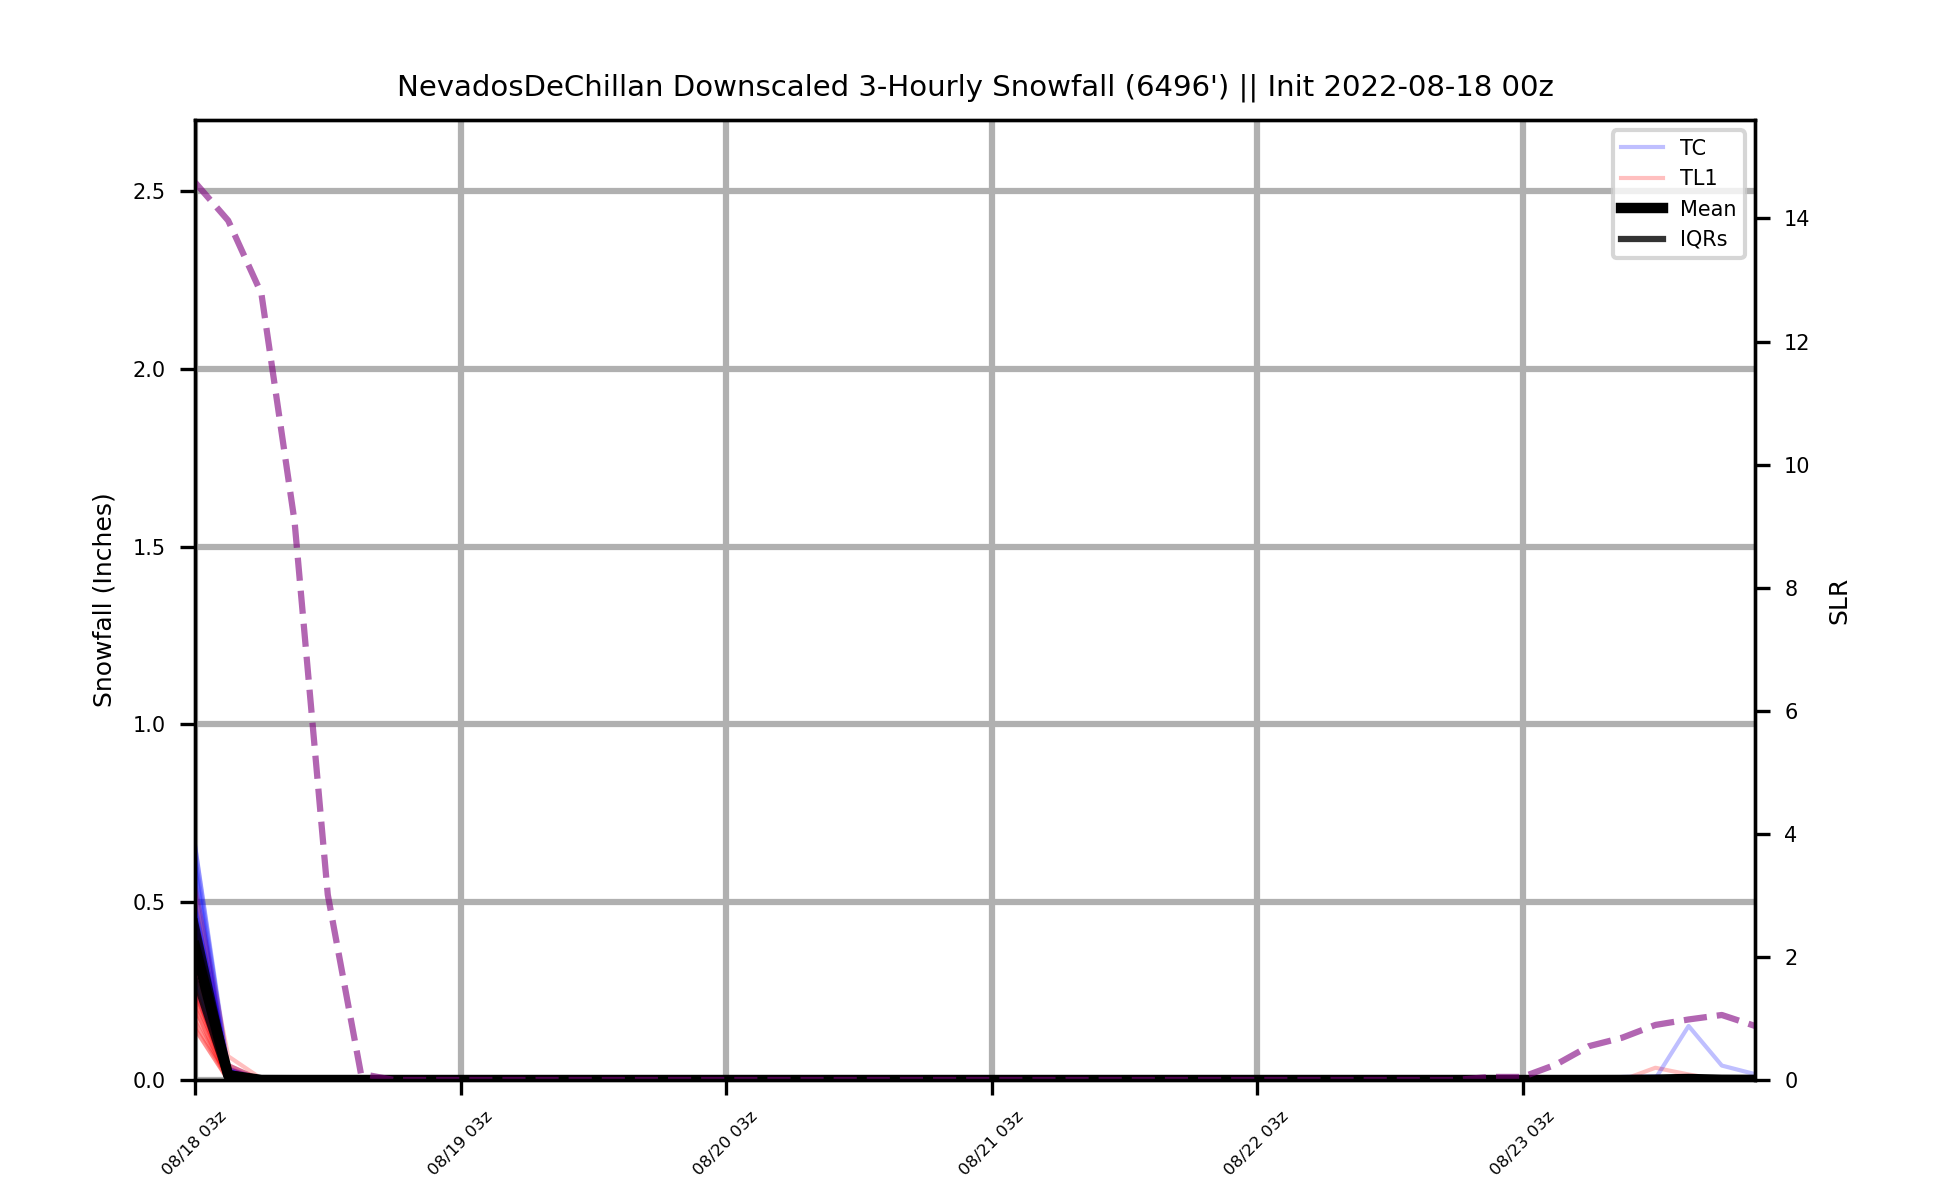 NevadosDeChillan Downscaled 3-Hourly Snowfall (6496') || Init 2022-08-18 00z
TC
TL1
Mean
IQRs
Snowfall (Inches)
2.5
2.0
1.5
1.0
0.5
0.0
SLR
14
12
10
8
6
4
2
0
08/18 03z
08/19 03z
08/20 03z
08/21 03z
08/22 03z
08/23 03z